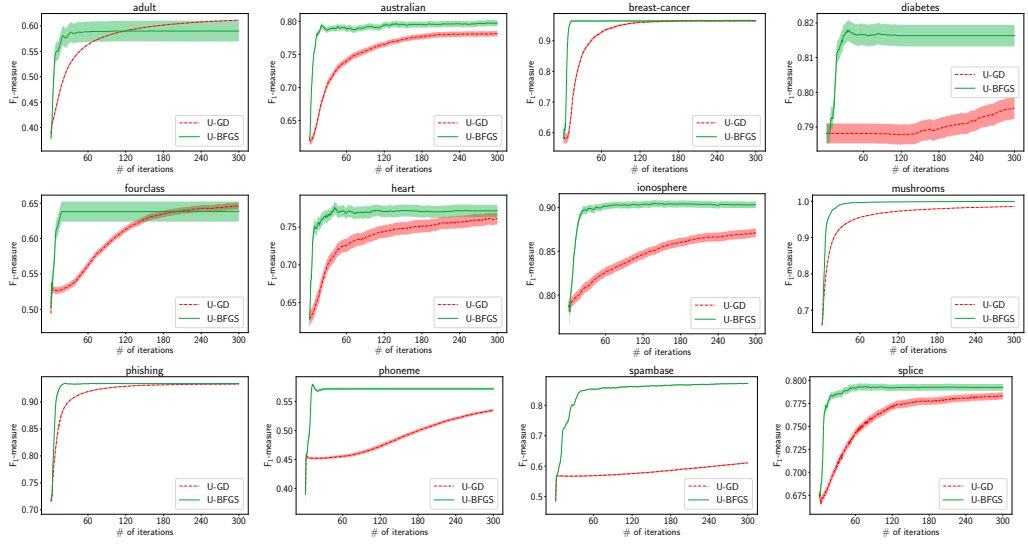 adult
F1-measure
0.60
0.55
0.50
0.45
0.40
U-GD
U-BFGS
60 120 180 240 300
# of iterations
australian
F1-measure
0.80
0.75
0.70
0.65
U-GD
U-BFGS
60 120 180 240 300
# of iterations
breast-cancer
F1-measure
0.9
0.8
0.7
0.6
U-GD
U-BFGS
60 120 180 240 300
# of iterations
diabetes
F1-measure
0.82
0.81
0.80
0.79
U-GD
U-BFGS
60 120 180 240 300
# of iterations
fourclass
F1-measure
0.65
0.60
0.55
0.50
U-GD
U-BFGS
60 120 180 240 300
# of iterations
heart
F1-measure
0.80
0.75
0.70
0.65
U-GD
U-BFGS
60 120 180 240 300
# of iterations
ionosphere
F1-measure
0.90
0.85
0.80
U-GD
U-BFGS
60 120 180 240 300
# of iterations
mushrooms
F1-measure
1.0
0.9
0.8
0.7
U-GD
U-BFGS
60 120 180 240 300
# of iterations
phishing
F1-measure
0.90
0.85
0.80
0.75
0.70
U-GD
U-BFGS
60 120 180 240 300
# of iterations
phoneme
F1-measure
0.55
0.50
0.45
0.40
U-GD
U-BFGS
60 120 180 240 300
# of iterations
spambase
F1-measure
0.8
0.7
0.6
0.5
U-GD
U-BFGS
60 120 180 240 300
# of iterations
splice
F1-measure
0.800
0.775
0.750
0.725
0.700
0.675
U-GD
U-BFGS
60 120 180 240 300
# of iterations